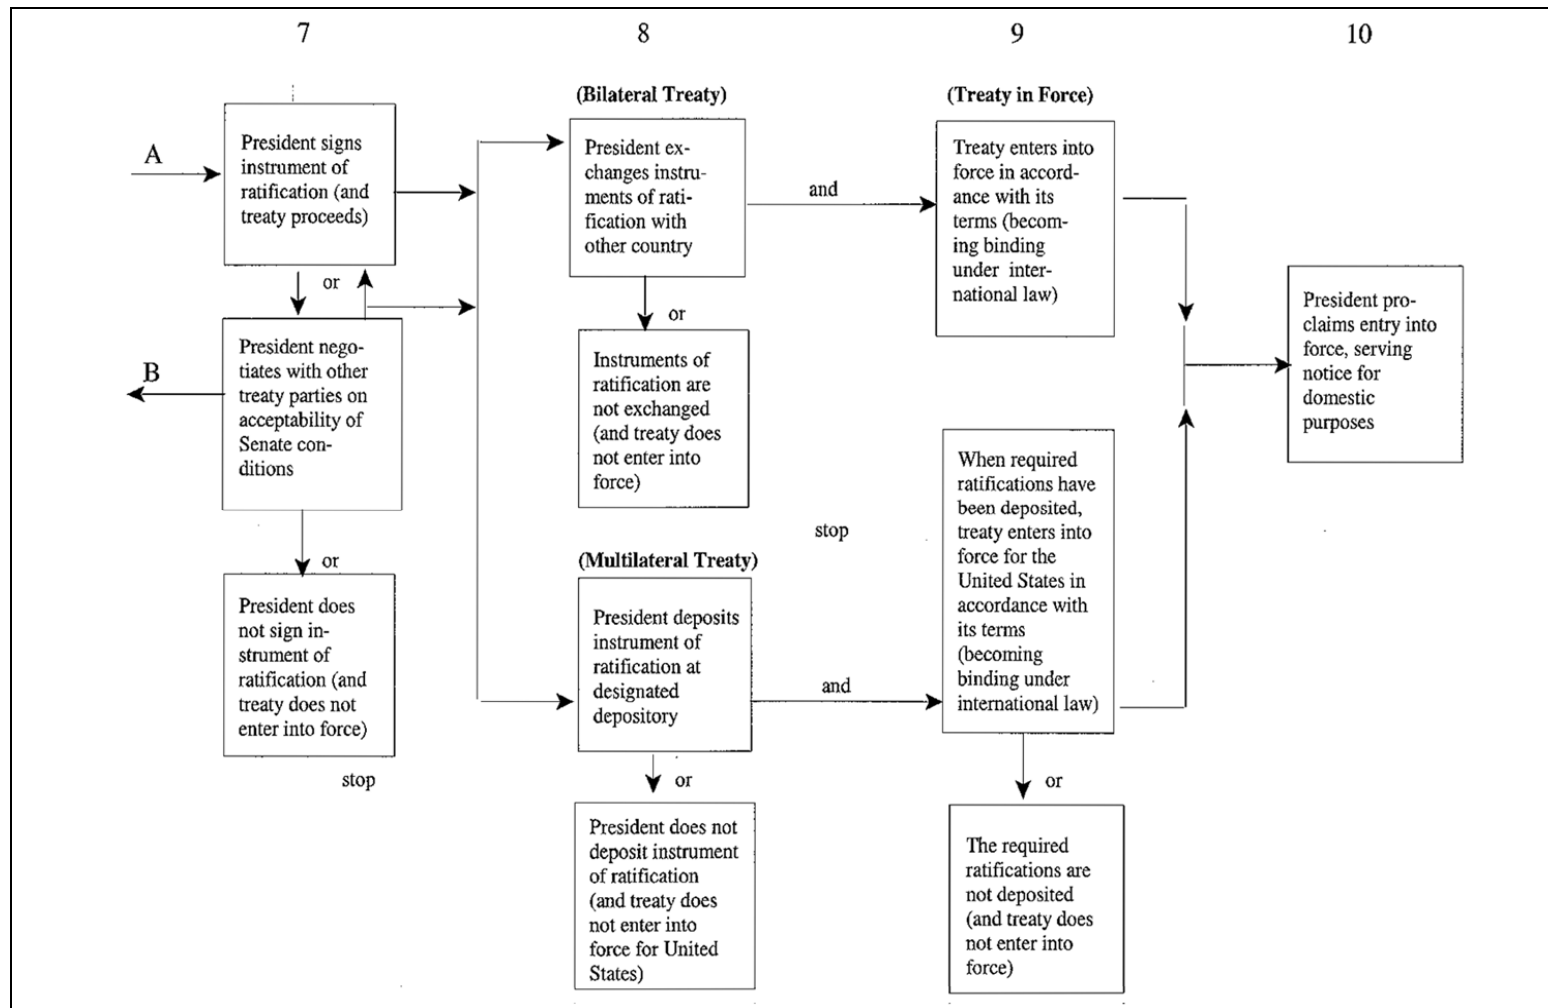 7
8
9
10
A
President signs
instrument of
ratification (and
treaty proceeds)
or
B
President nego-
tiates with other
treaty parties on
acceptability of
Senate con-
ditions
or
President does
not sign in-
strument of
ratification (and
treaty does not
enter into force)
stop
(Bilateral Treaty)
President ex-
changes instru-
ments of rati-
fication with
other country
and
or
Instruments of
ratification are
not exchanged
(and treaty does
not enter into
force)
stop
(Multilateral Treaty)
President deposits
instrument of
ratification at
designated
depository
and
or
President does not
deposit instrument
of ratification
(and treaty does
not enter into
force for United
States)
(Treaty in Force)
Treaty enters into
force in accord-
ance with its
terms (becom-
ing binding
under inter-
national law)
When required
ratifications have
been deposited,
treaty enters into
force for the
United States in
accordance with
its terms
(becoming
binding under
international law)
or
The required
ratifications are
not deposited
(and treaty does
not enter into
force)
President pro-
claims entry into
force, serving
notice for
domestic
purposes